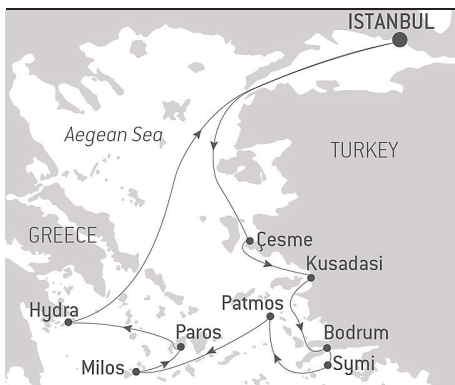 ISTANBUL
Aegean Sea
TURKEY
GREECE
Çesme
Kusadasi
Patmos
Hydra
Bodrum
Paros
Milos
Symi